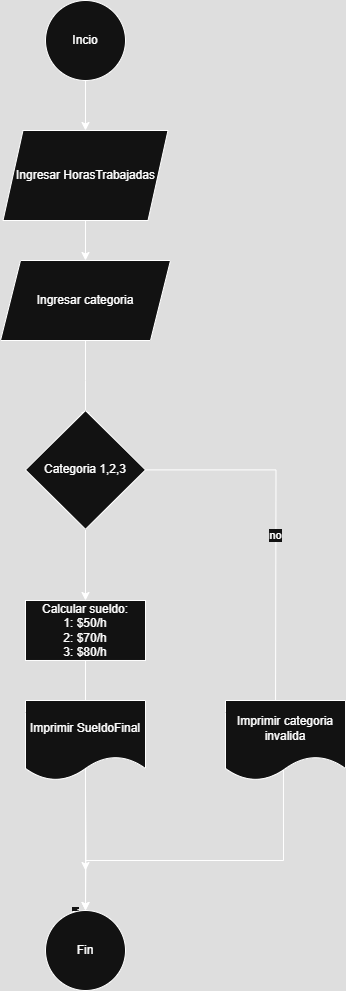 Incio
Ingresar HorasTrabajadas
Ingresar categoria
Categoria 1,2,3
no
Calcular sueldo:
1: $50/h
2: $70/h
3: $80/h
Imprimir SueldoFinal
Imprimir categoria
invalida
Fin